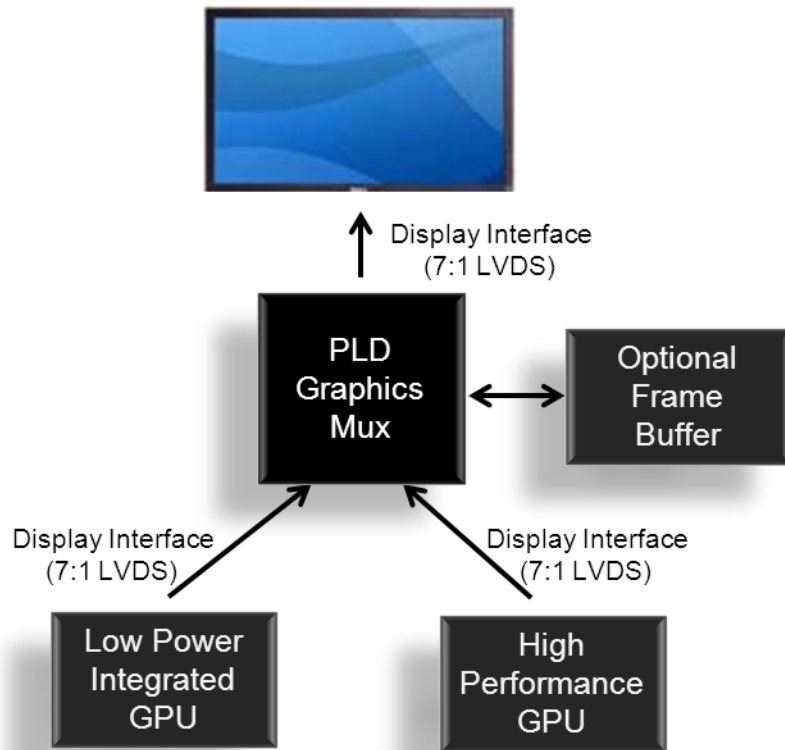 Display Interface
(7:1 LVDS)
PLD
Graphics
Mux
Optional
Frame
Buffer
Display Interface
(7:1 LVDS)
Display Interface
(7:1 LVDS)
Low Power
Integrated
GPU
High
Performance
GPU